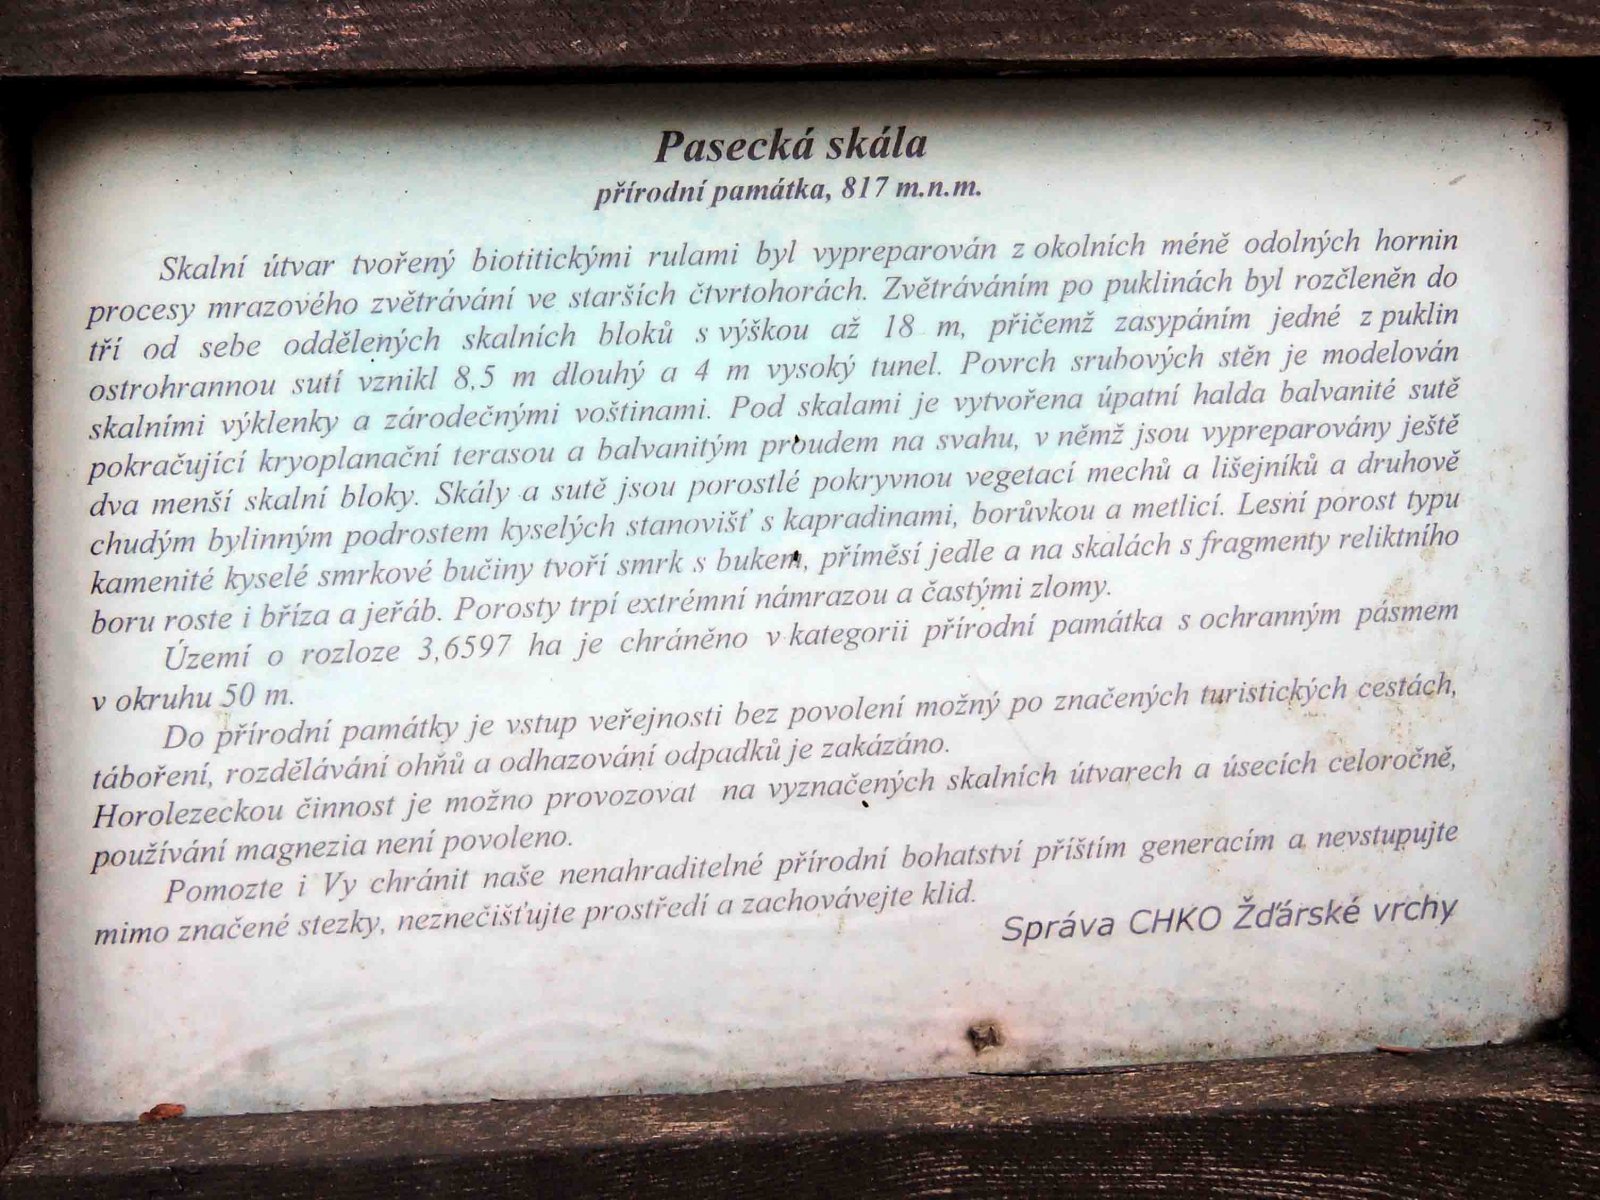 Pasecká skála
přírodní památka, 817 m.n.m.
Skalní útvar tvořený biotitickými rulami byl vypreparován z okolních méně odolných hornin
procesy mrazového zvětrávání ve starších čtvrtohorách. Zvětráváním po puklinách byl rozčleněn do
tří od sebe oddělených skalních bloků s výškou až 18 m, přičemž zasypáním jedné z puklin
ostrohrannou sutí vznikl 8,5 m dlouhý a 4 m vysoký tunel. Povrch srubových stěn je modelován
skalními výklenky a zárodečnými voštinami. Pod skalami je vytvořena úpatní halda balvanité sutě
pokračující kryoplanační terasou a balvanitým proudem na svahu, v němž jsou vypreparovány ještě
dva menší skalní bloky. Skály a sutě jsou porostlé pokryvnou vegetací mechů a lišejníků a druhově
chudým bylinným podrostem kyselých stanovišť s kapradinami, borůvkou a metlicí. Lesní porost typu
kamenité kyselé smrkové bučiny tvoří smrk s bukem, příměsí jedle a na skalách s fragmenty reliktního
boru roste i bříza a jeřáb. Porosty trpí extrémní námrazou a častými zlomy.
Území o rozloze 3,6597 ha je chráněno v kategorii přírodní památka s ochranným pásmem
v okruhu 50 m.
Do přírodní památky je vstup veřejnosti bez povolení možný po značených turistických cestách,
táboření, rozdělávání ohňů a odhazování odpadků je zakázáno.
Horolezeckou činnost je možno provozovat na vyznačených skalních útvarech a úsecích celoročně,
používání magnezia není povoleno.
Pomozte i Vy chránit naše nenahraditelné přírodní bohatství příštím generacím a nevstupujte
mimo značené stezky, neznečišťujte prostředí a zachovávejte klid.
Správa CHKO Žďárské vrchy